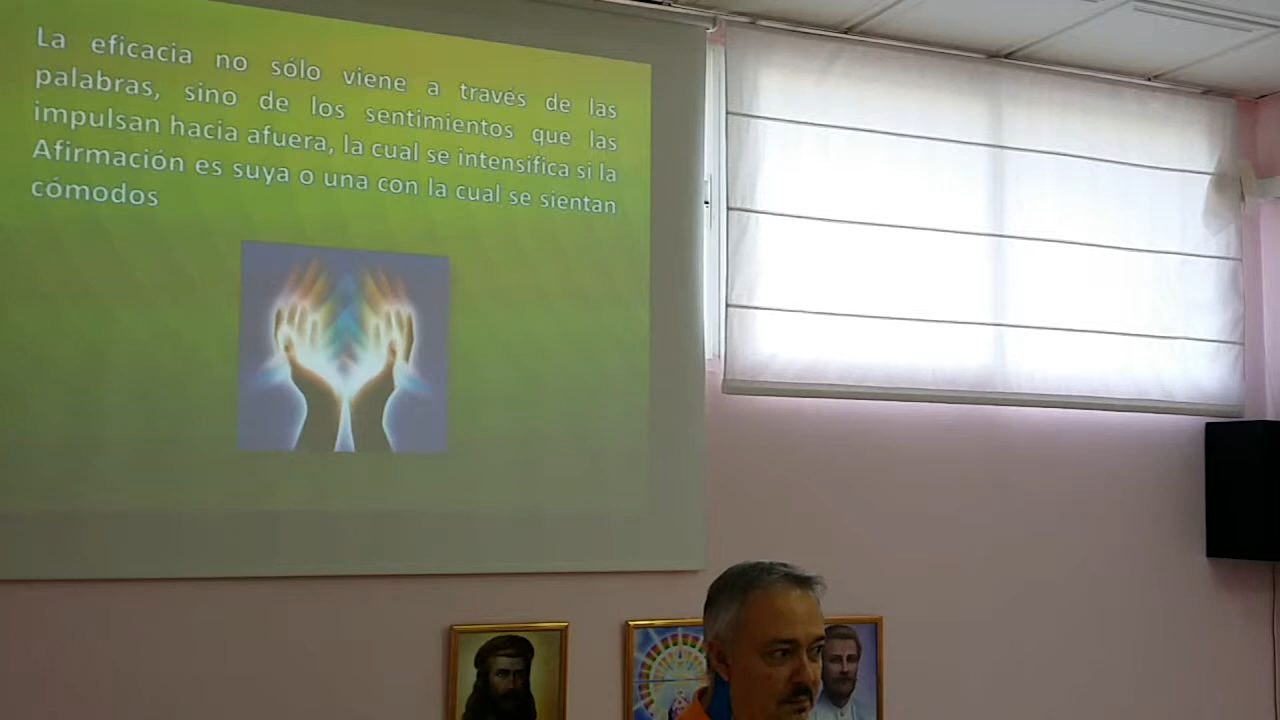 La eficacia no sólo viene a través de las
palabras, sino de los sentimientos que las
impulsan hacia afuera, la cual se intensifica si la
Afirmación es suya o una con la cual se sientan
cómodos